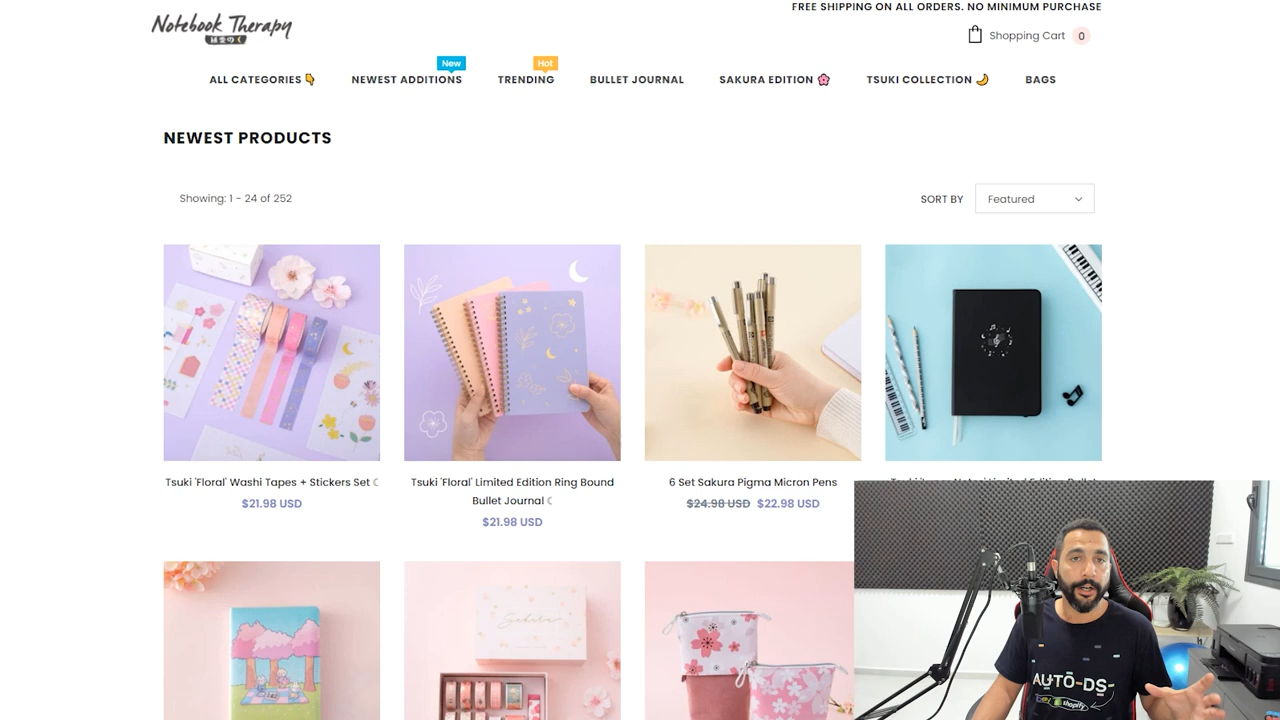 FREE SHIPPING ON ALL ORDERS. NO MINIMUM PURCHASE
Notebook Therapy
Shopping Cart 0
New
Hot
ALL CATEGORIES 👇 NEWEST ADDITIONS TRENDING BULLET JOURNAL SAKURA EDITION 🌸 TSUKI COLLECTION 🌙 BAGS
NEWEST PRODUCTS
Showing: 1 - 24 of 252
SORT BY Featured
Tsuki 'Floral' Washi Tapes + Stickers Set ☾
$21.98 USD
Tsuki 'Floral' Limited Edition Ring Bound
Bullet Journal ☾
$21.98 USD
6 Set Sakura Pigma Micron Pens
$24.98 USD $22.98 USD
Sakura
AUTO-DS
shopify